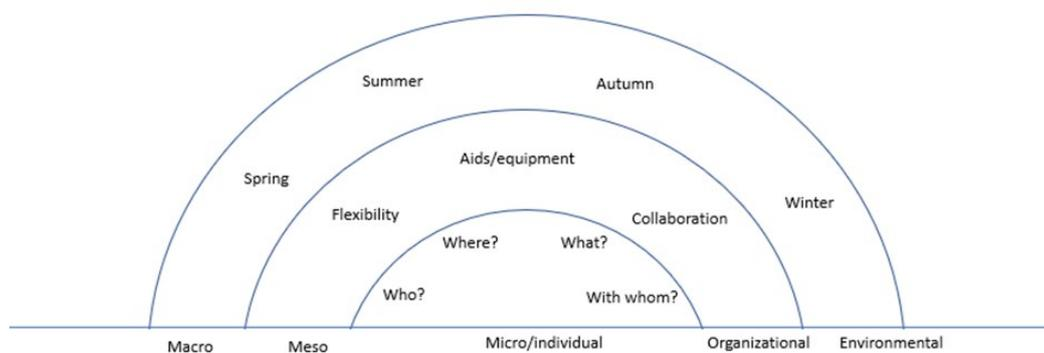 Summer
Autumn
Aids/equipment
Spring
Winter
Flexibility
Collaboration
Where?
What?
Who?
With whom?
Macro
Meso
Micro/individual
Organizational
Environmental